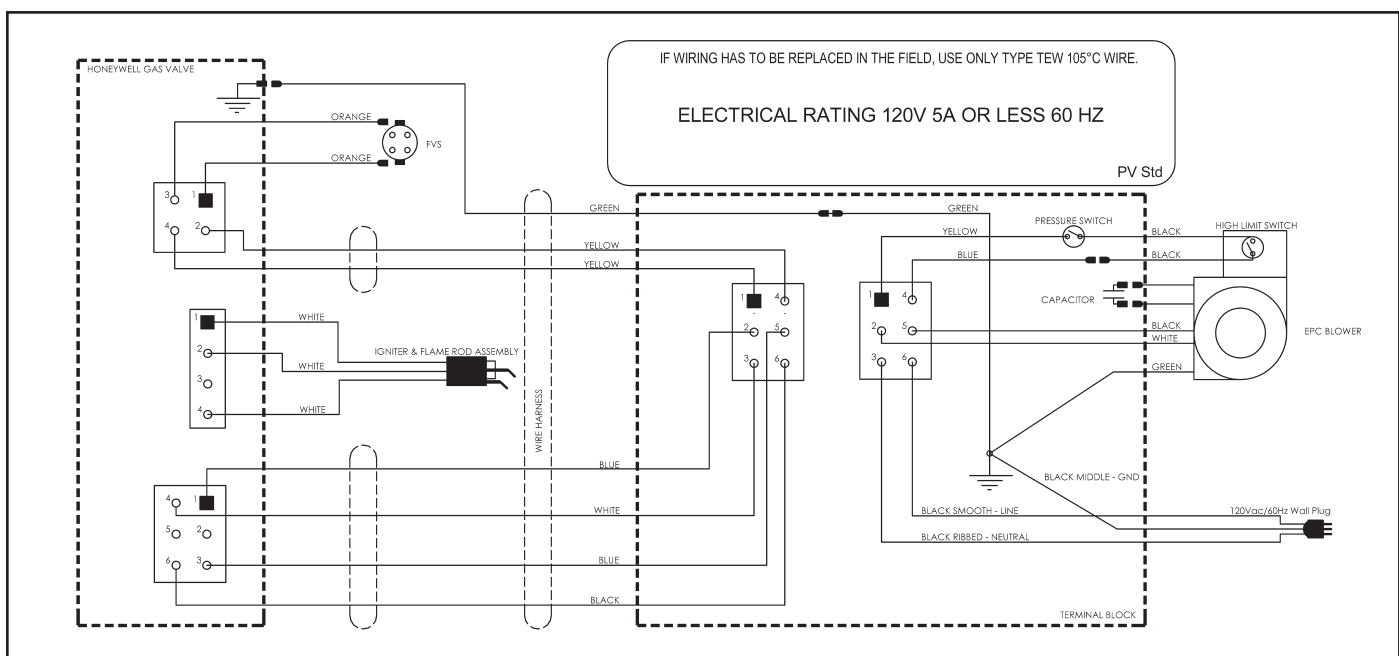 HONEYWELL GAS VALVE
IF WIRING HAS TO BE REPLACED IN THE FIELD, USE ONLY TYPE TEW 105°C WIRE.
ELECTRICAL RATING 120V 5A OR LESS 60 HZ
PV Std
ORANGE
FVS
ORANGE
3 1
4 2
GREEN
GREEN
PRESSURE SWITCH
HIGH LIMIT SWITCH
YELLOW
BLACK
YELLOW
BLUE
BLACK
YELLOW
CAPACITOR
1 4
2 5
3 6
1 4
2 5
3 6
BLACK
WHITE
EPC BLOWER
GREEN
1
2
3
4
WHITE
IGNITER & FLAME ROD ASSEMBLY
WHITE
WHITE
WIRE HARNESS
BLUE
BLACK MIDDLE - GND
4 1
5 2
6 3
WHITE
BLACK SMOOTH - LINE
120Vac/60Hz Wall Plug
BLACK RIBBED - NEUTRAL
BLUE
BLACK
TERMINAL BLOCK